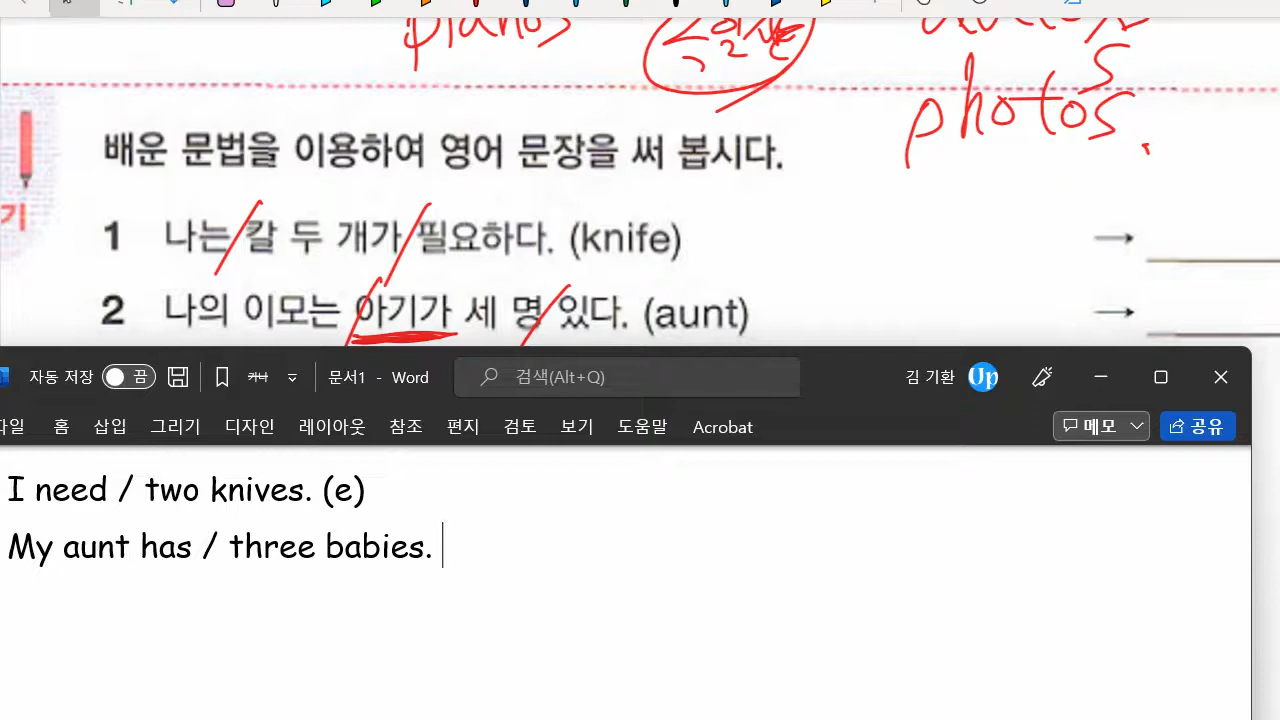 pianos
photos.
배운 문법을 이용하여 영어 문장을 써 봅시다.
기
1 나는 칼 두 개가 필요하다. (knife) →
2 나의 이모는 아기가 세 명 있다. (aunt) →
자동 저장 끔 가나 문서1 - Word 검색(Alt+Q) 김 기환 Up
파일 홈 삽입 그리기 디자인 레이아웃 참조 편지 검토 보기 도움말 Acrobat 메모 공유
I need / two knives. (e)
My aunt has / three babies.